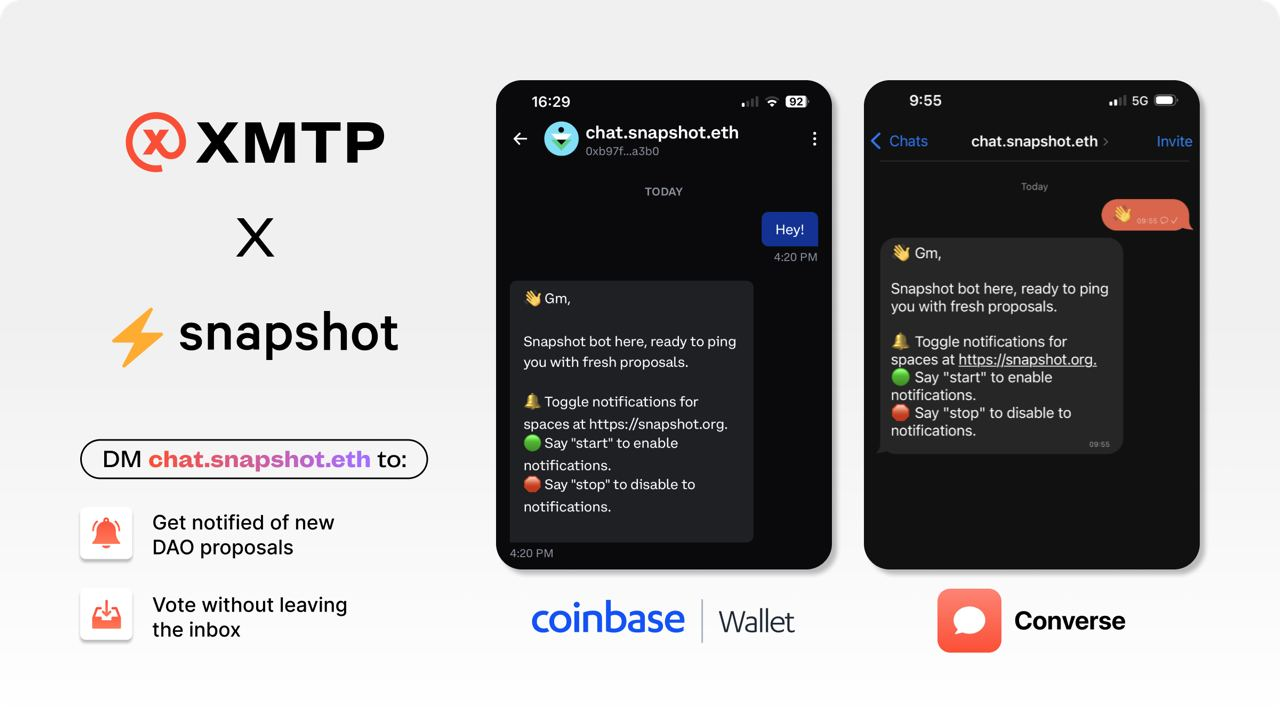 XMTP
X
snapshot
DM chat.snapshot.eth to:
Get notified of new
DAO proposals
Vote without leaving
the inbox
16:29
92
chat.snapshot.eth
0xb97f...a3b0
TODAY
Hey!
4:20 PM
👋 Gm,
Snapshot bot here, ready to ping
you with fresh proposals.
🔔 Toggle notifications for
spaces at https://snapshot.org.
🟢 Say "start" to enable
notifications.
🛑 Say "stop" to disable to
notifications.
4:20 PM
coinbase | Wallet
9:55
5G
Chats
chat.snapshot.eth
Invite
Today
👋 09:55
👋 Gm,
Snapshot bot here, ready to ping
you with fresh proposals.
🔔 Toggle notifications for
spaces at https://snapshot.org.
🟢 Say "start" to enable
notifications.
🛑 Say "stop" to disable to
notifications.
09:55
Converse